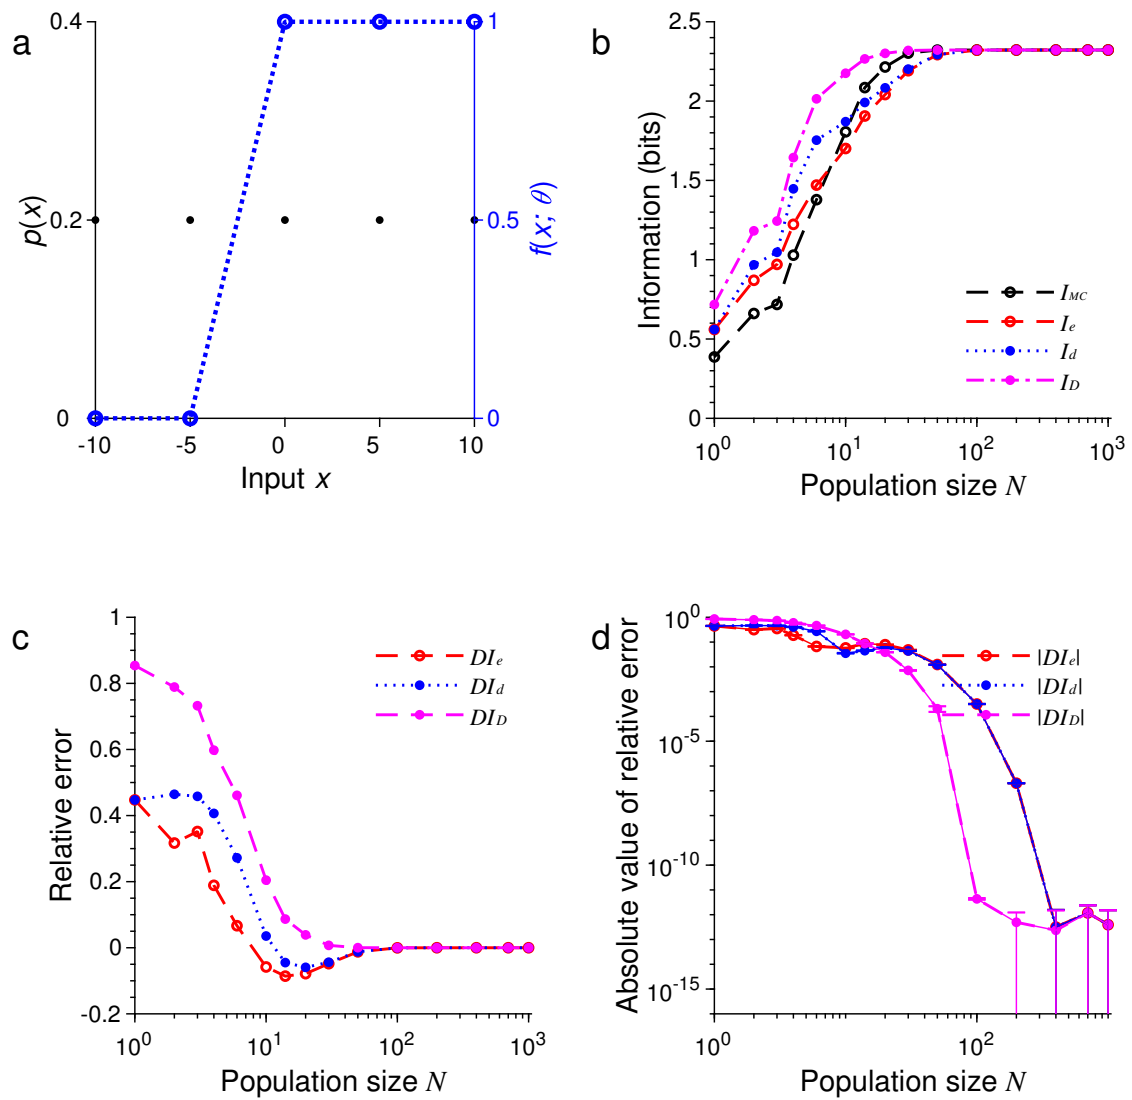 a
0.4
0.2
0
p(x)
1
0.5
0
f(x; θ)
-10 -5 0 5 10
Input x
b
2.5
2
1.5
1
0.5
0
Information (bits)
I_MC
I_e
I_d
I_D
10^0 10^1 10^2 10^3
Population size N
c
1
0.8
0.6
0.4
0.2
0
-0.2
Relative error
DI_e
DI_d
DI_D
10^0 10^1 10^2 10^3
Population size N
d
10^0
10^-5
10^-10
10^-15
Absolute value of relative error
|DI_e|
|DI_d|
|DI_D|
10^0 10^2
Population size N